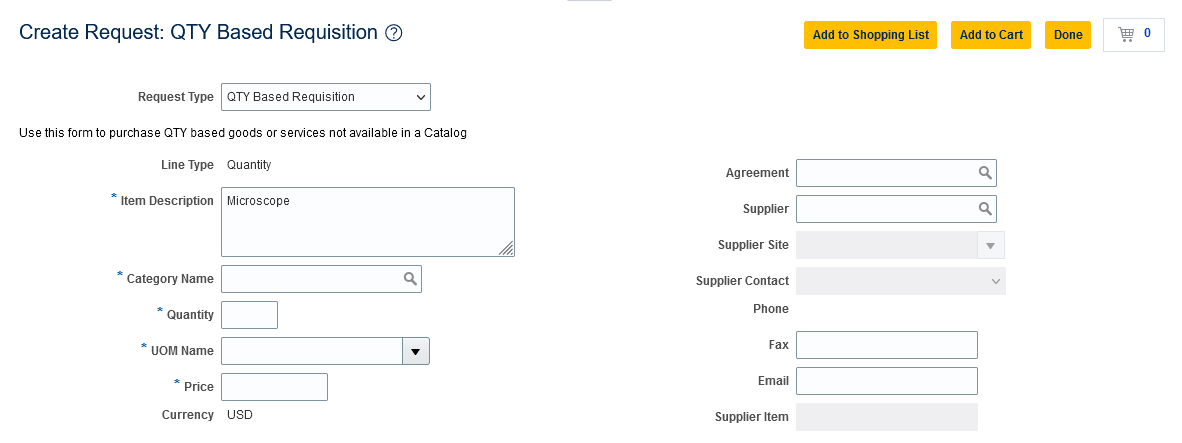 Create Request: QTY Based Requisition ?
Add to Shopping List
Add to Cart
Done
0
Request Type QTY Based Requisition
Use this form to purchase QTY based goods or services not available in a Catalog
Line Type Quantity
* Item Description Microscope
* Category Name
* Quantity
* UOM Name
* Price
Currency USD
Agreement
Supplier
Supplier Site
Supplier Contact
Phone
Fax
Email
Supplier Item